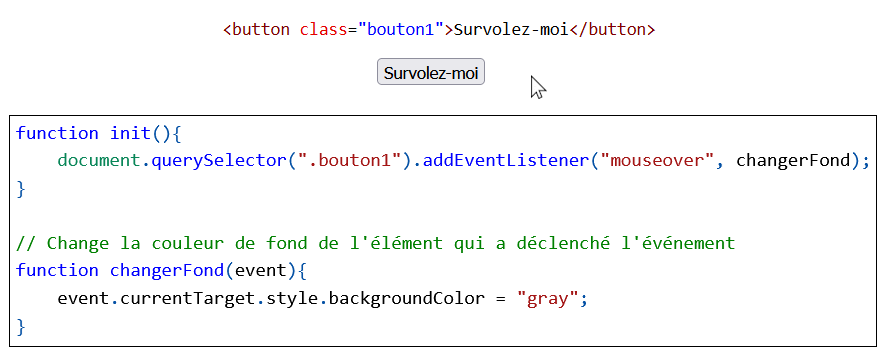 <button class="bouton1">Survolez-moi</button>
Survolez-moi
function init(){
    document.querySelector(".bouton1").addEventListener("mouseover", changerFond);
}
// Change la couleur de fond de l'élément qui a déclenché l'événement
function changerFond(event){
    event.currentTarget.style.backgroundColor = "gray";
}